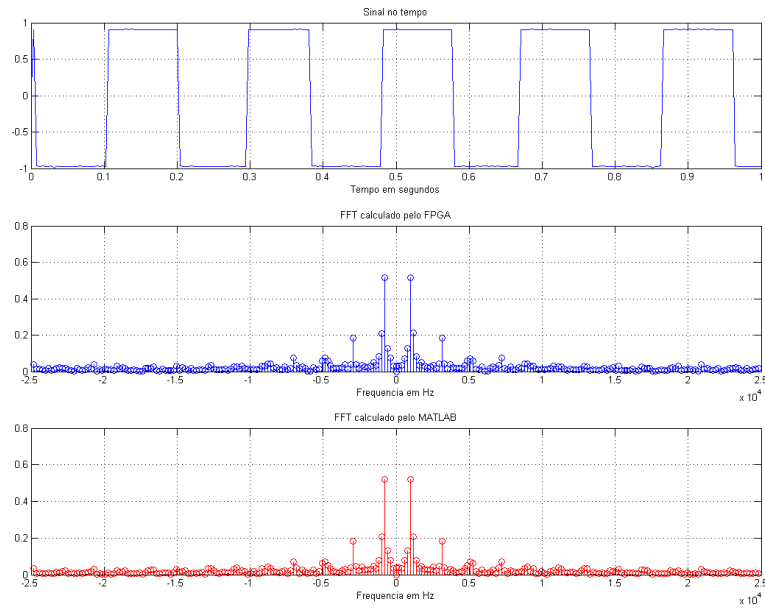 Sinal no tempo
1
0.5
0
-0.5
-1
0 0.1 0.2 0.3 0.4 0.5 0.6 0.7 0.8 0.9 1
Tempo em segundos
FFT calculado pelo FPGA
0.8
0.6
0.4
0.2
0
-2.5 -2 -1.5 -1 -0.5 0 0.5 1 1.5 2 2.5
Frequencia em Hz
x 10^4
FFT calculado pelo MATLAB
0.8
0.6
0.4
0.2
0
-2.5 -2 -1.5 -1 -0.5 0 0.5 1 1.5 2 2.5
Frequencia em Hz
x 10^4